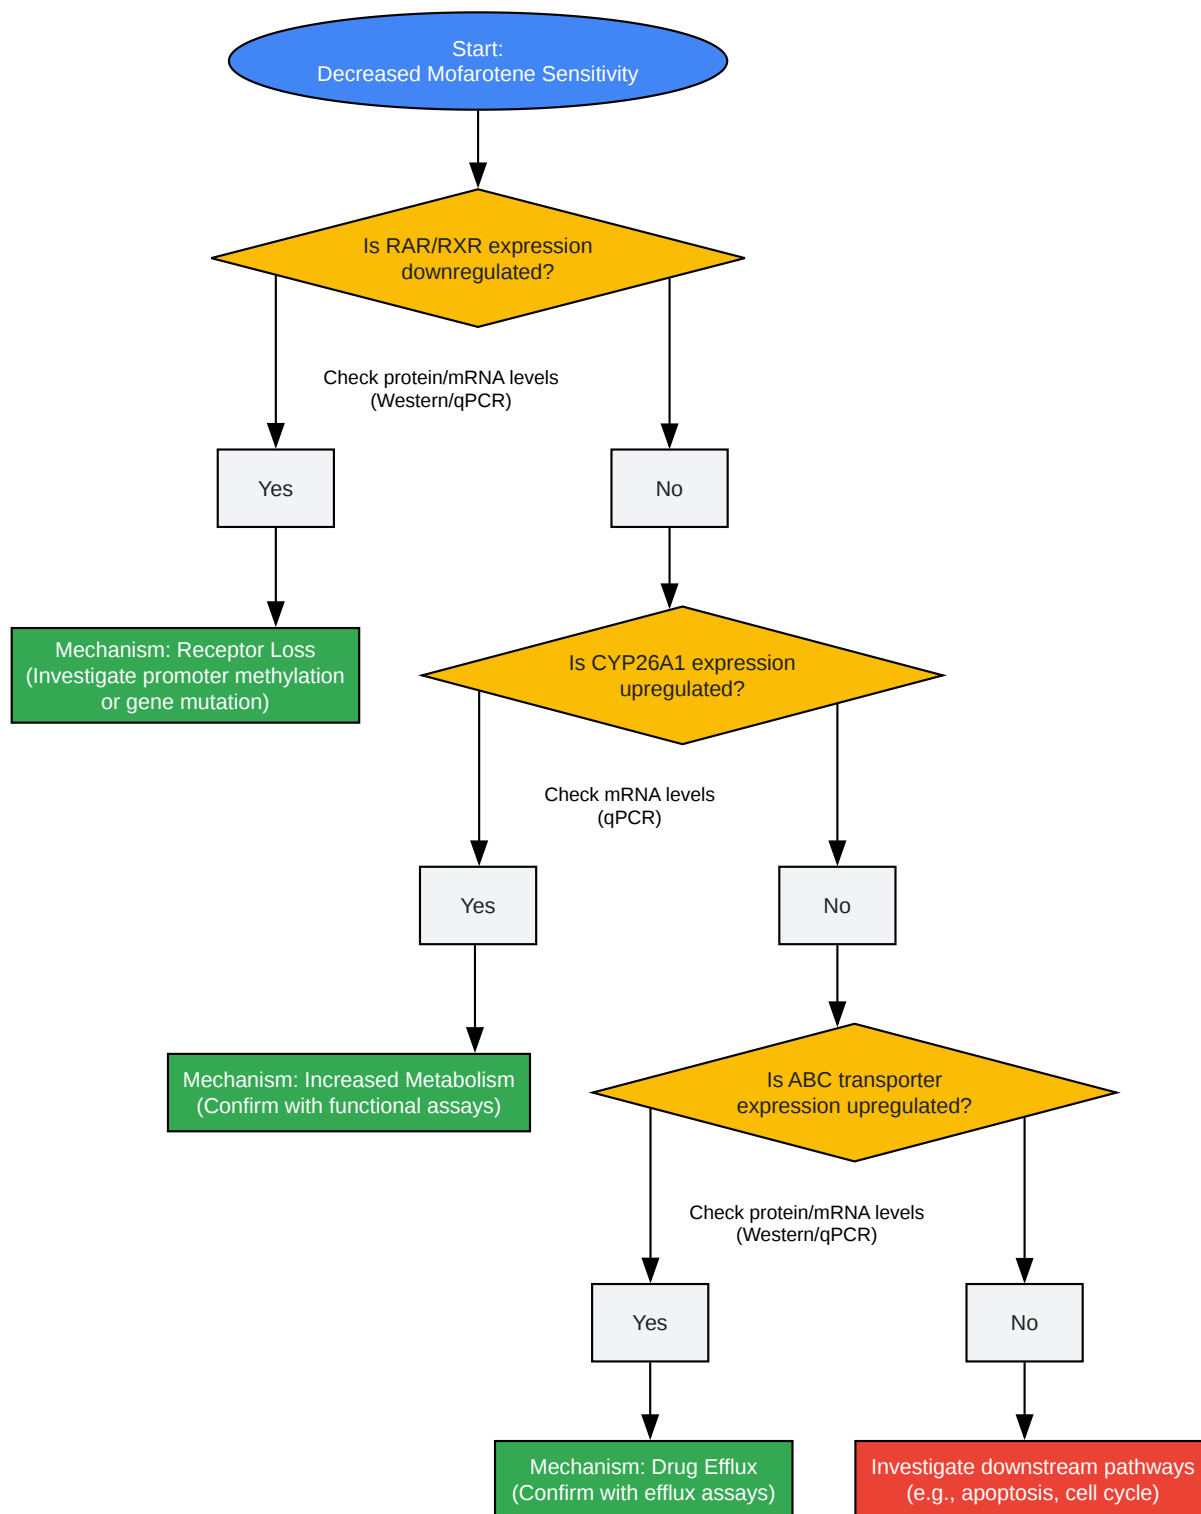 Start:
Decreased Mofarotene Sensitivity
Is RAR/RXR expression
downregulated?
Check protein/mRNA levels
(Western/qPCR)
Yes
No
Mechanism: Receptor Loss
(Investigate promoter methylation
or gene mutation)
Is CYP26A1 expression
upregulated?
Check mRNA levels
(qPCR)
Yes
No
Mechanism: Increased Metabolism
(Confirm with functional assays)
Is ABC transporter
expression upregulated?
Check protein/mRNA levels
(Western/qPCR)
Yes
No
Mechanism: Drug Efflux
(Confirm with efflux assays)
Investigate downstream pathways
(e.g., apoptosis, cell cycle)